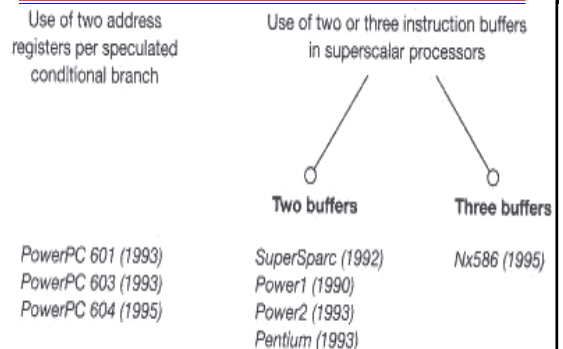 Use of two address
registers per speculated
conditional branch
Use of two or three instruction buffers
in superscalar processors
Two buffers
Three buffers
PowerPC 601 (1993)
PowerPC 603 (1993)
PowerPC 604 (1995)
SuperSparc (1992)
Power1 (1990)
Power2 (1993)
Pentium (1993)
Nx586 (1995)